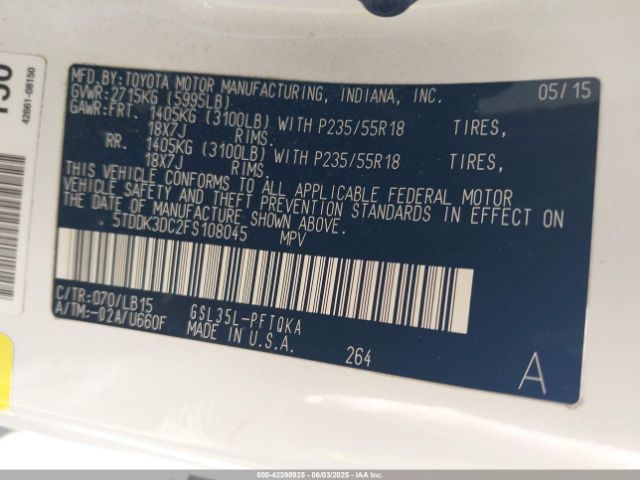 42661-08150
MFD.BY:TOYOTA MOTOR MANUFACTURING, INDIANA, INC. 05/15
GVWR:2715KG (5995LB)
GAWR:FRT. 1405KG (3100LB) WITH P235/55R18 TIRES,
18X7J RIMS.
RR. 1405KG (3100LB) WITH P235/55R18 TIRES,
18X7J RIMS.
THIS VEHICLE CONFORMS TO ALL APPLICABLE FEDERAL MOTOR
VEHICLE SAFETY AND THEFT PREVENTION STANDARDS IN EFFECT ON
THE DATE OF MANUFACTURE SHOWN ABOVE.
5TDDK3DC2FS108045 MPV
C/TR:070/LB15 GSL35L-PFTQKA
A/TM:-02A/U660F MADE IN U.S.A.
264 A
000-42398925 - 06/03/2025 - IAAI.COM